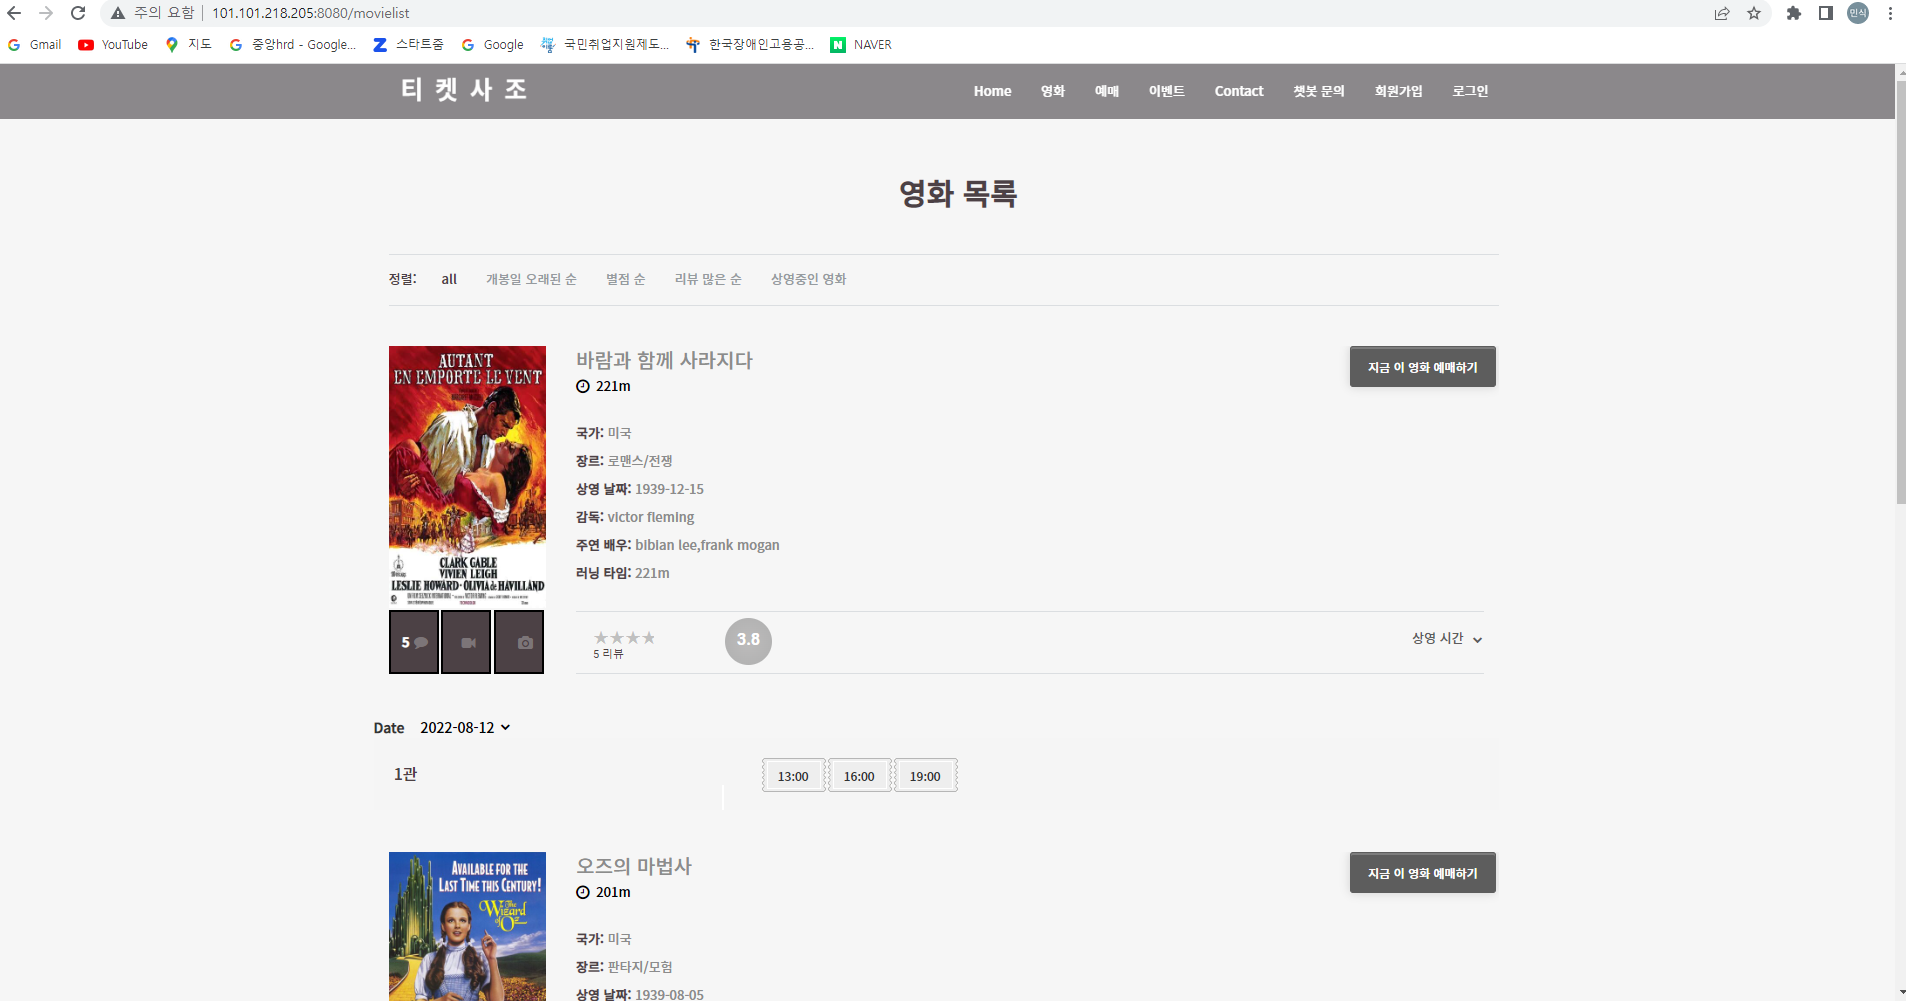 주의 요함 101.101.218.205:8080/movielist 민식
Gmail YouTube 지도 중앙hrd - Google... 스타트줌 Google 국민취업지원제도... 한국장애인고용공... NAVER
티 켓 사 조 Home 영화 예매 이벤트 Contact 챗봇 문의 회원가입 로그인
영화 목록
정렬: all 개봉일 오래된 순 별점 순 리뷰 많은 순 상영중인 영화
AUTANT
EN EMPORTE LE VENT
CLARK GABLE
VIVIEN LEIGH
LESLIE HOWARD · OLIVIA de HAVILLAND
바람과 함께 사라지다
221m
지금 이 영화 예매하기
국가: 미국
장르: 로맨스/전쟁
상영 날짜: 1939-12-15
감독: victor fleming
주연 배우: bibian lee,frank mogan
러닝 타임: 221m
5
5 리뷰
3.8
상영 시간
Date 2022-08-12
1관 13:00 16:00 19:00
AVAILABLE FOR THE
LAST TIME THIS CENTURY!
The
Wizard
of Oz
오즈의 마법사
201m
지금 이 영화 예매하기
국가: 미국
장르: 판타지/모험
상영 날짜: 1939-08-05